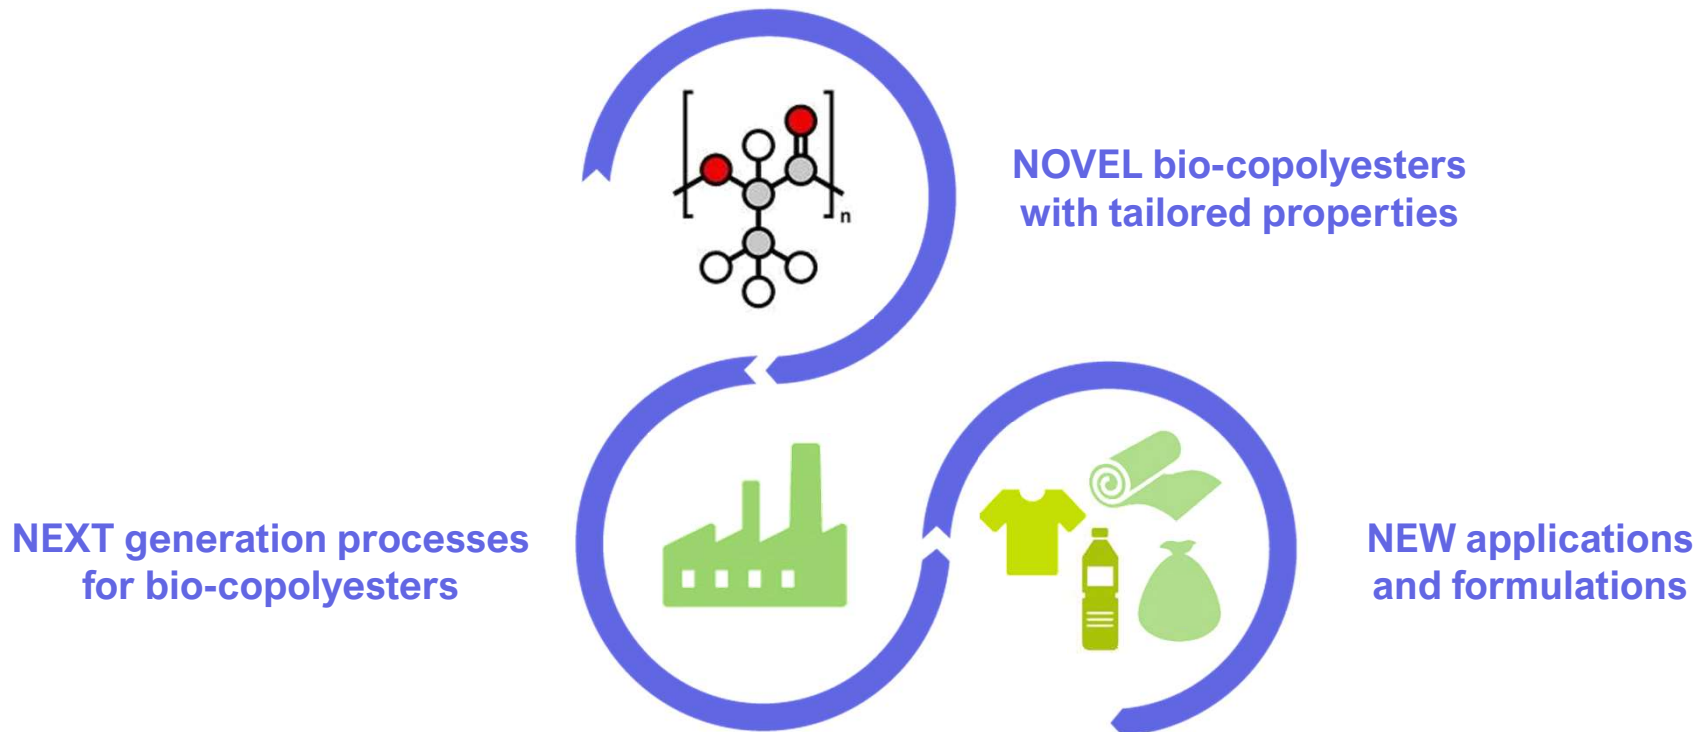 n
NOVEL bio-copolyesters
with tailored properties
NEXT generation processes
for bio-copolyesters
NEW applications
and formulations